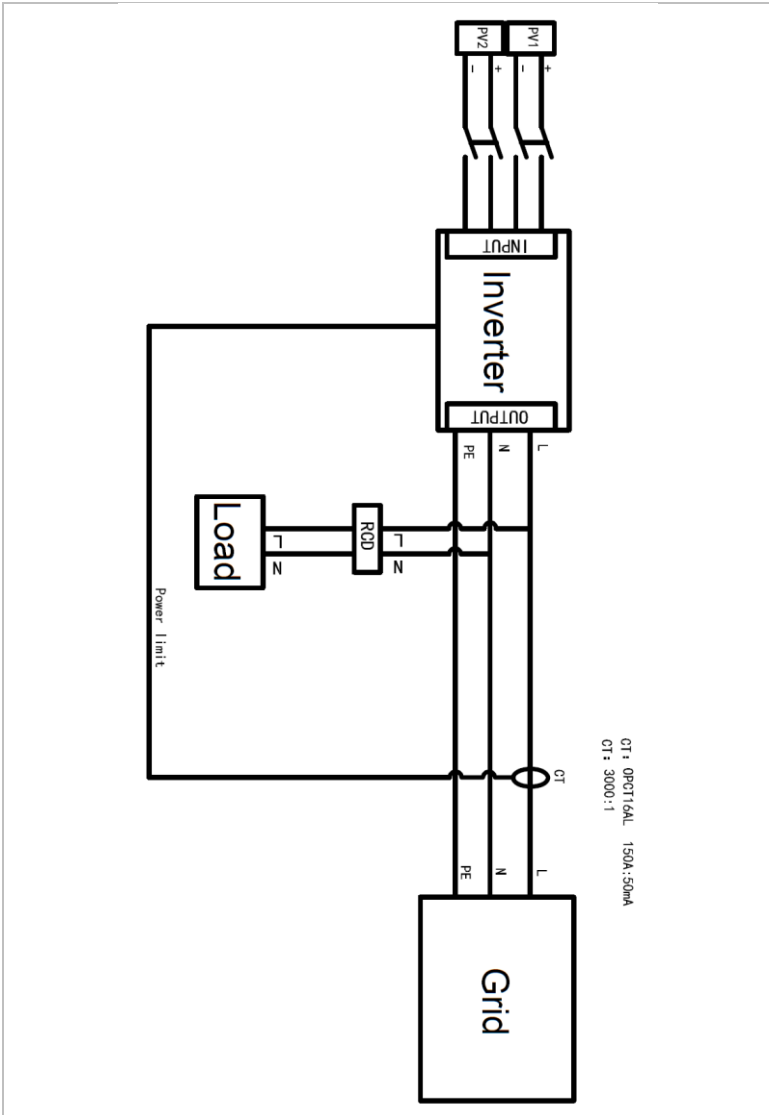 PV2
PV1
-
+
-
+
INPUT
Inverter
OUTPUT
PE
N
L
Load
L
N
RCD
L
N
Power limit
CT
CT: OPCT16AL 150A:50mA
CT: 3000:1
PE
N
L
Grid